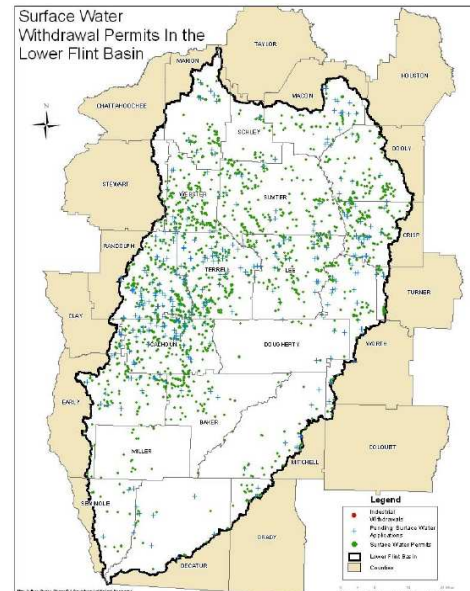 Surface Water
Withdrawal Permits In the
Lower Flint Basin
TAYLOR
MARION
HOUSTON
MACON
CHATTAHOOCHEE
N
SCHLEY
DOOLY
STEWART
WEBSTER
SUMTER
CRISP
RANDOLPH
TERRELL
LEE
TURNER
CLAY
CALHOUN
DOUGHERTY
WORTH
EARLY
BAKER
COLQUITT
MILLER
MITCHELL
SEMINOLE
GRADY
DECATUR
Legend
Industrial
Withdrawals
Pending Surface Water
Applications
Surface Water Permits
Lower Flint Basin
Counties